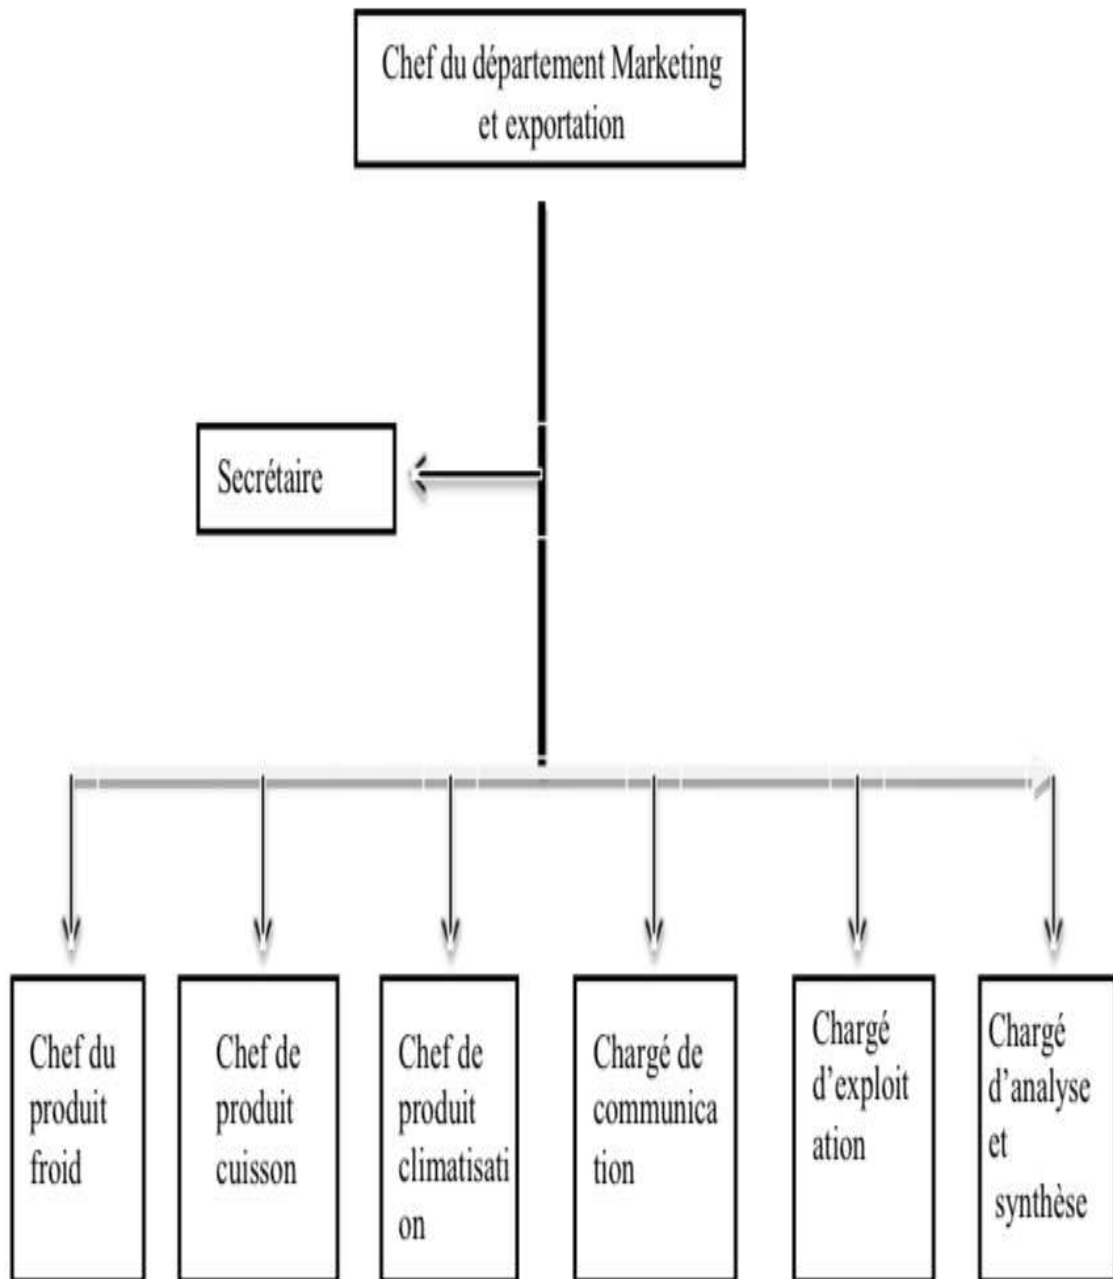 Chef du département Marketing
et exportation
Secrétaire
Chef du
produit
froid
Chef de
produit
cuisson
Chef de
produit
climatisati
on
Chargé de
communica
tion
Chargé
d'exploit
ation
Chargé
d'analyse
et
synthèse